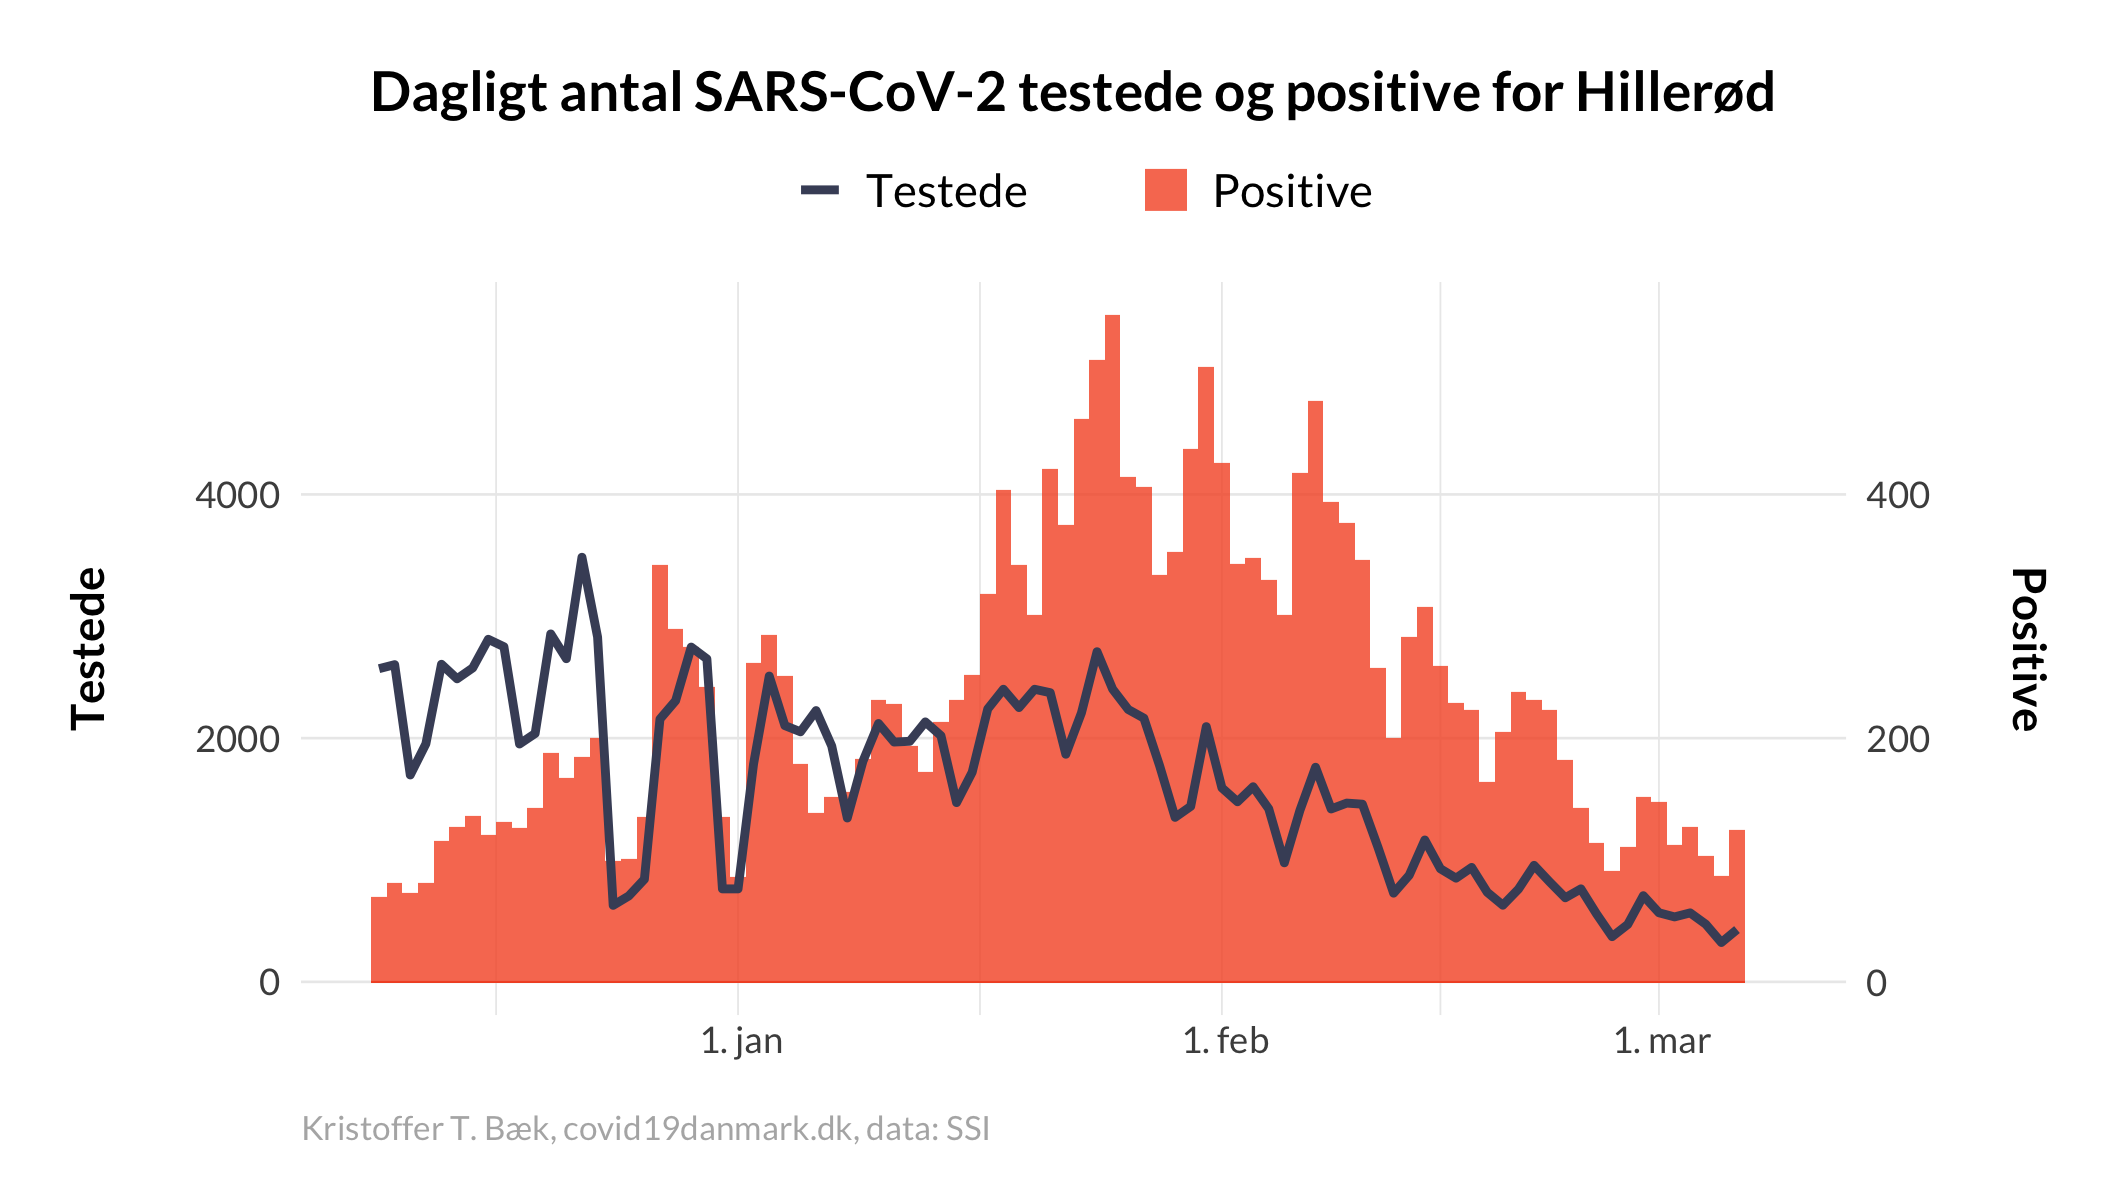 Dagligt antal SARS-CoV-2 testede og positive for Hillerød
Testede
Positive
4000
2000
0
Testede
400
200
0
Positive
1. jan
1. feb
1. mar
Kristoffer T. Bæk, covid19danmark.dk, data: SSI